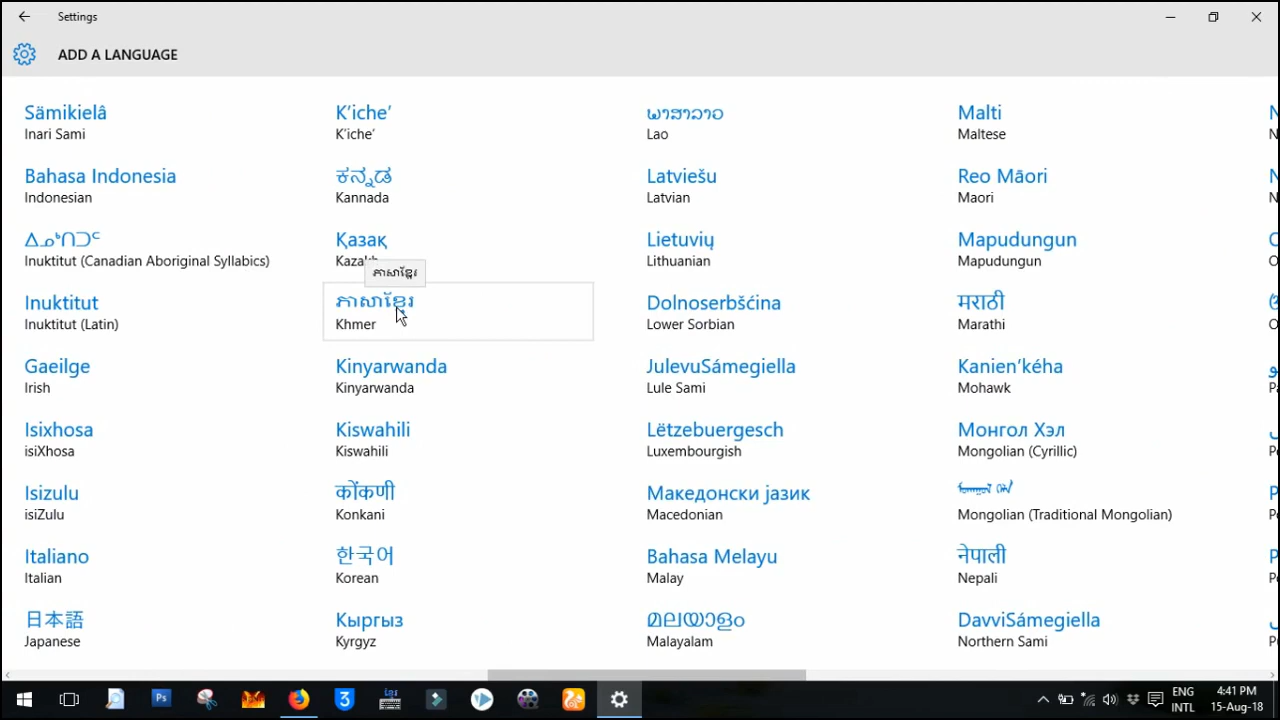 Settings
ADD A LANGUAGE
Sämikielâ
Inari Sami
Bahasa Indonesia
Indonesian
ᐃᓄᒃᑎᑐᑦ
Inuktitut (Canadian Aboriginal Syllabics)
Inuktitut
Inuktitut (Latin)
Gaeilge
Irish
Isixhosa
isiXhosa
Isizulu
isiZulu
Italiano
Italian
日本語
Japanese
K'iche'
K'iche'
ಕನ್ನಡ
Kannada
Қазақ
Kazakh
ភាសាខ្មែរ
ភាសាខ្មែរ
Khmer
Kinyarwanda
Kinyarwanda
Kiswahili
Kiswahili
कोंकणी
Konkani
한국어
Korean
Кыргыз
Kyrgyz
ພາສາລາວ
Lao
Latviešu
Latvian
Lietuvių
Lithuanian
Dolnoserbšćina
Lower Sorbian
JulevuSámegiella
Lule Sami
Lëtzebuergesch
Luxembourgish
Македонски јазик
Macedonian
Bahasa Melayu
Malay
മലയാളം
Malayalam
Malti
Maltese
Reo Māori
Maori
Mapudungun
Mapudungun
मराठी
Marathi
Kanien'kéha
Mohawk
Монгол Хэл
Mongolian (Cyrillic)
Mongolian (Traditional Mongolian)
नेपाली
Nepali
DavviSámegiella
Northern Sami
ENG
INTL
4:41 PM
15-Aug-18